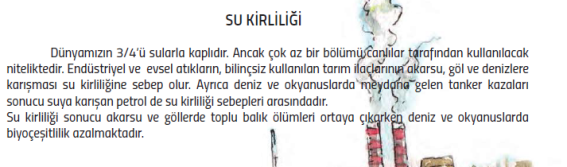 SU KİRLİLİĞİ
Dünyamızın 3/4'ü sularla kaplıdır. Ancak çok az bir bölümü canlılar tarafından kullanılacak
niteliktedir. Endüstriyel ve evsel atıkların, bilinçsiz kullanılan tarım ilaçlarının akarsu, göl ve denizlere
karışması su kirliliğine sebep olur. Ayrıca deniz ve okyanuslarda meydana gelen tanker kazaları
sonucu suya karışan petrol de su kirliliği sebepleri arasındadır.
Su kirliliği sonucu akarsu ve göllerde toplu balık ölümleri ortaya çıkarken deniz ve okyanuslarda
biyoçeşitlilik azalmaktadır.